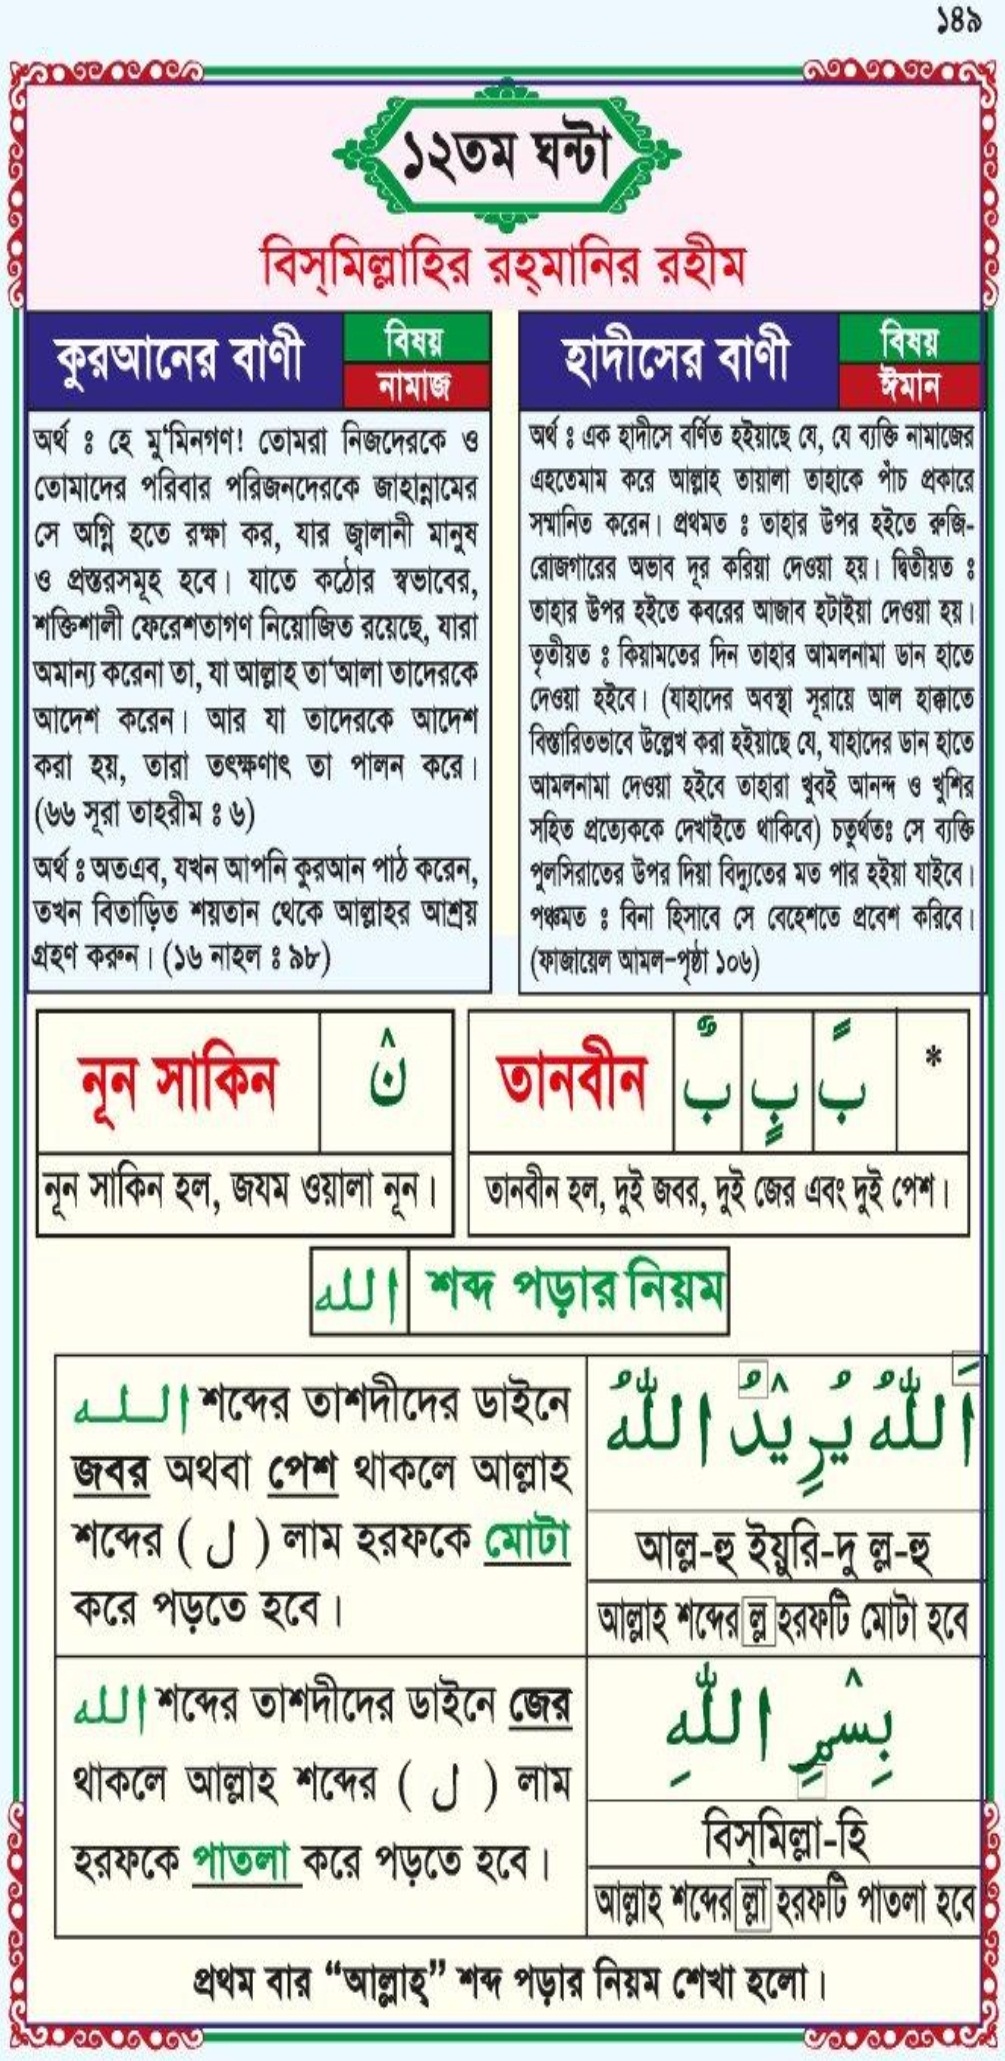 ১৪৯
১২তম ঘন্টা
বিস্‌মিল্লাহির রহ্‌মানির রহীম
কুরআনের বাণী
বিষয়
নামাজ
অর্থ ঃ হে মু'মিনগণ! তোমরা নিজদেরকে ও
তোমাদের পরিবার পরিজনদেরকে জাহান্নামের
সে অগ্নি হতে রক্ষা কর, যার জ্বালানী মানুষ
ও প্রস্তরসমূহ হবে। যাতে কঠোর স্বভাবের,
শক্তিশালী ফেরেশতাগণ নিয়োজিত রয়েছে, যারা
অমান্য করেনা তা, যা আল্লাহ তা'আলা তাদেরকে
আদেশ করেন। আর যা তাদেরকে আদেশ
করা হয়, তারা তৎক্ষণাৎ তা পালন করে।
(৬৬ সূরা তাহরীম ঃ ৬)
অর্থ ঃ অতএব, যখন আপনি কুরআন পাঠ করেন,
তখন বিতাড়িত শয়তান থেকে আল্লাহর আশ্রয়
গ্রহণ করুন। (১৬ নাহল ঃ ৯৮)
হাদীসের বাণী
বিষয়
ঈমান
অর্থ ঃ এক হাদীসে বর্ণিত হইয়াছে যে, যে ব্যক্তি নামাজের
এহতেমাম করে আল্লাহ তায়ালা তাহাকে পাঁচ প্রকারে
সম্মানিত করেন। প্রথমত ঃ তাহার উপর হইতে রুজি-
রোজগারের অভাব দূর করিয়া দেওয়া হয়। দ্বিতীয়ত ঃ
তাহার উপর হইতে কবরের আজাব হটাইয়া দেওয়া হয়।
তৃতীয়ত ঃ কিয়ামতের দিন তাহার আমলনামা ডান হাতে
দেওয়া হইবে। (যাহাদের অবস্থা সূরায়ে আল হাক্কাতে
বিস্তারিতভাবে উল্লেখ করা হইয়াছে যে, যাহাদের ডান হাতে
আমলনামা দেওয়া হইবে তাহারা খুবই আনন্দ ও খুশির
সহিত প্রত্যেককে দেখাইতে থাকিবে) চতুর্থতঃ সে ব্যক্তি
পুলসিরাতের উপর দিয়া বিদ্যুতের মত পার হইয়া যাইবে।
পঞ্চমত ঃ বিনা হিসাবে সে বেহেশতে প্রবেশ করিবে।
(ফাজায়েল আমল-পৃষ্ঠা ১০৬)
নূন সাকিন نْ
নূন সাকিন হল, জযম ওয়ালা নূন।
তানবীন بٌ بٍ بً *
তানবীন হল, দুই জবর, দুই জের এবং দুই পেশ।
الله শব্দ পড়ার নিয়ম
الله শব্দের তাশদীদের ডাইনে
জবর অথবা পেশ থাকলে আল্লাহ
শব্দের ( ل ) লাম হরফকে মোটা
করে পড়তে হবে।
اَللّٰهُ يُرِيْدُ اللّٰهُ
আল্ল-হু ইয়ুরি-দু ল্ল-হু
আল্লাহ শব্দের ল্ল হরফটি মোটা হবে
الله শব্দের তাশদীদের ডাইনে জের
থাকলে আল্লাহ শব্দের ( ل ) লাম
হরফকে পাতলা করে পড়তে হবে।
بِسْمِ اللّٰهِ
বিস্‌মিল্লা-হি
আল্লাহ শব্দের ল্লা হরফটি পাতলা হবে
প্রথম বার “আল্লাহ্” শব্দ পড়ার নিয়ম শেখা হলো।